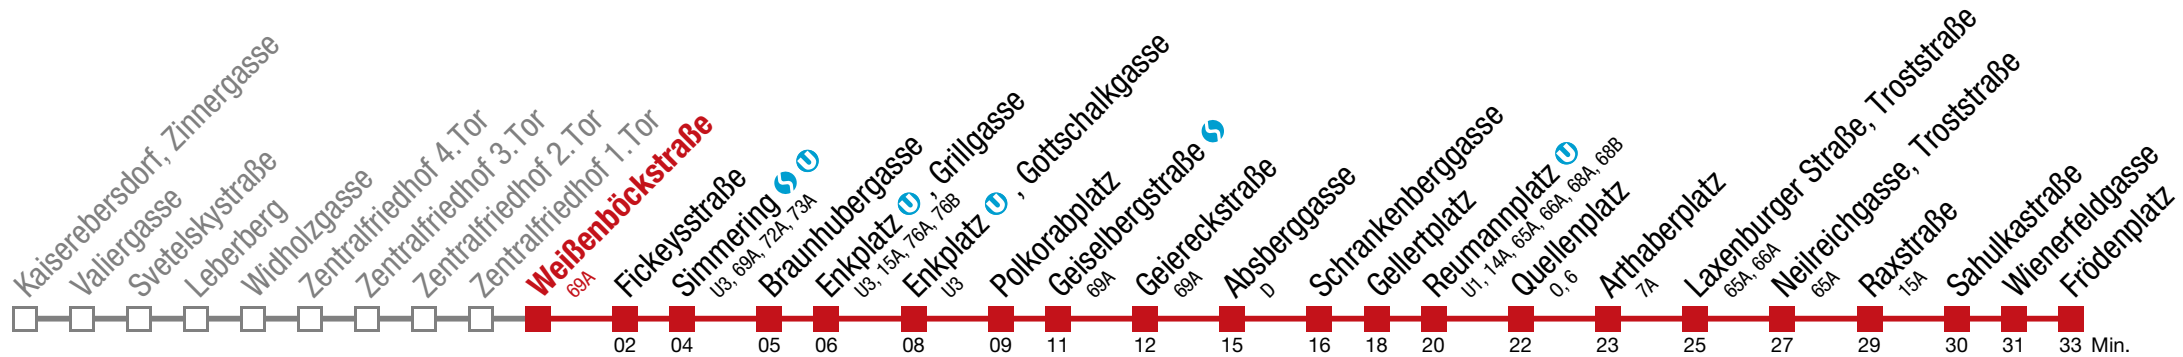 Kaiserebersdorf, Zinnergasse
Valiergasse
Svetelskystraße
Leberberg
Widholzgasse
Zentralfriedhof 4.Tor
Zentralfriedhof 3.Tor
Zentralfriedhof 2.Tor
Zentralfriedhof 1.Tor
Weißenböckstraße
69A
Fickeysstraße
Simmering S U
U3, 69A, 72A, 73A
Braunhubergasse
Enkplatz U , Grillgasse
U3, 15A, 76A, 76B
Enkplatz U , Gottschalkgasse
U3
Polkorabplatz
Geiselbergstraße S
69A
Geiereckstraße
69A
Absberggasse
D
Schrankenberggasse
Gellertplatz
Reumannplatz U
U1, 14A, 65A, 66A, 68A, 68B
Quellenplatz
O, 6
Arthaberplatz
7A
Laxenburger Straße, Troststraße
65A, 66A
Neilreichgasse, Troststraße
65A
Raxstraße
15A
Sahulkastraße
Wienerfeldgasse
Frödenplatz
02 04 05 06 08 09 11 12 15 16 18 20 22 23 25 27 29 30 31 33 Min.